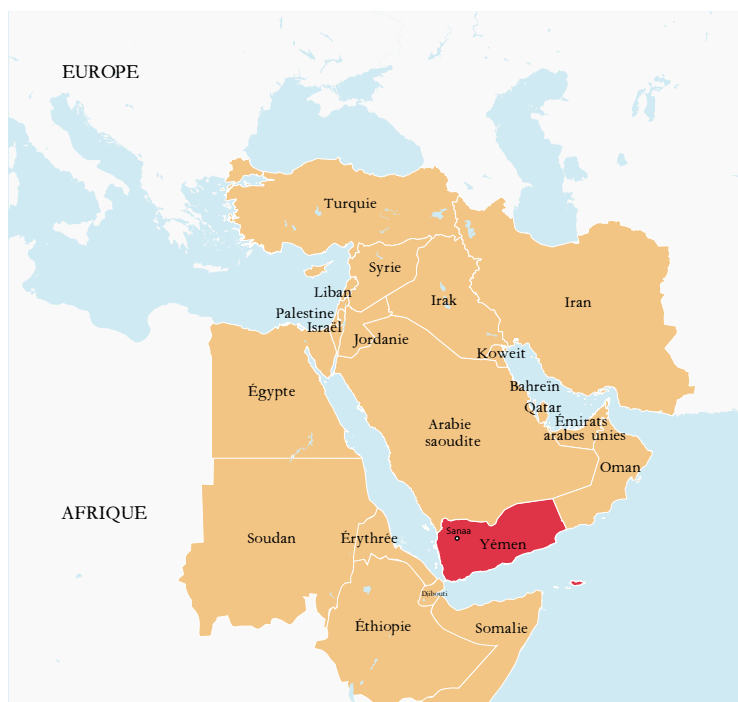 EUROPE
Turquie
Syrie
Liban
Irak
Iran
Palestine
Israël
Jordanie
Koweit
Bahreïn
Égypte
Qatar
Arabie
saoudite
Émirats
arabes unies
Oman
AFRIQUE
Sanaa
Soudan
Érythrée
Yémen
Djibouti
Éthiopie
Somalie